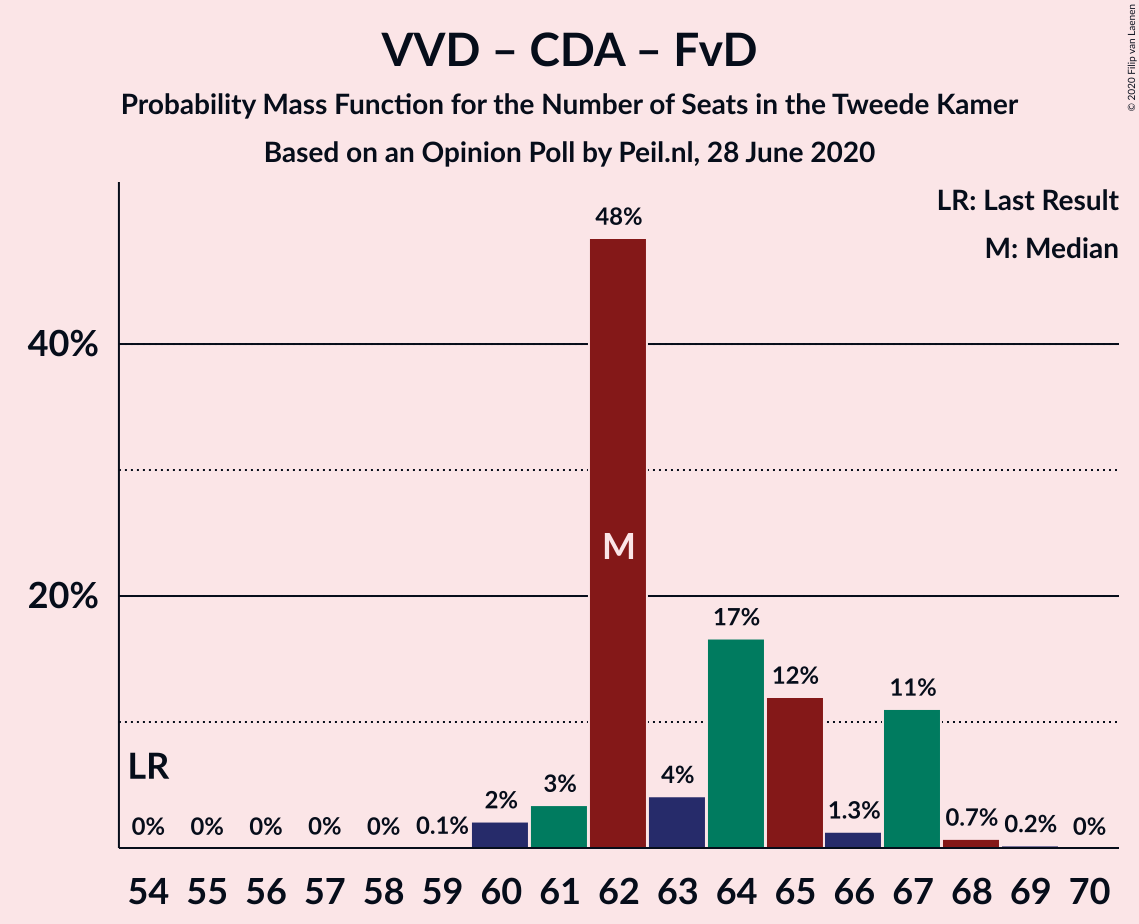 VVD – CDA – FvD
Probability Mass Function for the Number of Seats in the Tweede Kamer
Based on an Opinion Poll by Peil.nl, 28 June 2020
© 2020 Filip van Laenen
LR: Last Result
M: Median
48%
40%
M
20%
17%
12%
11%
LR
4%
3%
2%
1.3%
0.7%
0% 0% 0% 0% 0% 0.1% 0.2% 0%
54 55 56 57 58 59 60 61 62 63 64 65 66 67 68 69 70